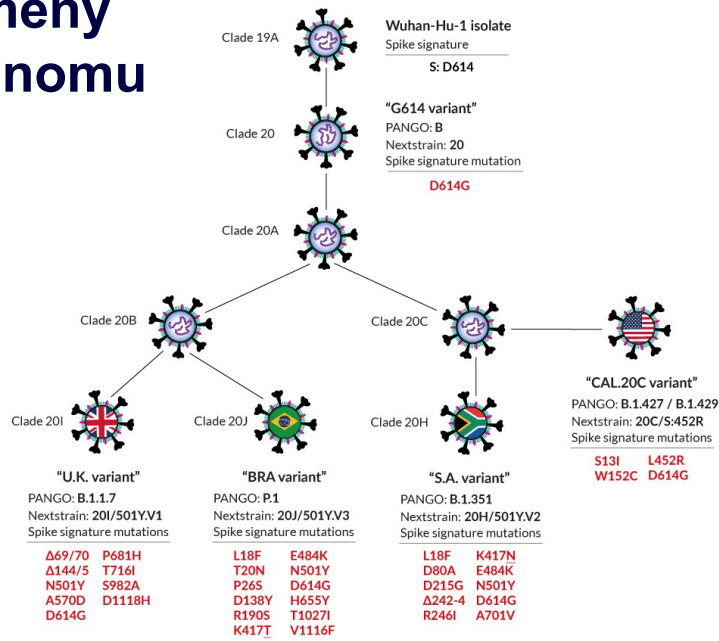 meny
nomu
Clade 19A
Wuhan-Hu-1 isolate
Spike signature
S: D614
Clade 20
"G614 variant"
PANGO: B
Nextstrain: 20
Spike signature mutation
D614G
Clade 20A
Clade 20B
Clade 20C
"CAL.20C variant"
PANGO: B.1.427 / B.1.429
Nextstrain: 20C/S:452R
Spike signature mutations
S13I L452R
W152C D614G
Clade 20I
Clade 20J
Clade 20H
"U.K. variant"
PANGO: B.1.1.7
Nextstrain: 20I/501Y.V1
Spike signature mutations
Δ69/70 P681H
Δ144/5 T716I
N501Y S982A
A570D D1118H
D614G
"BRA variant"
PANGO: P.1
Nextstrain: 20J/501Y.V3
Spike signature mutations
L18F E484K
T20N N501Y
P26S D614G
D138Y H655Y
R190S T1027I
K417T V1116F
"S.A. variant"
PANGO: B.1.351
Nextstrain: 20H/501Y.V2
Spike signature mutations
L18F K417N
D80A E484K
D215G N501Y
Δ242-4 D614G
R246I A701V